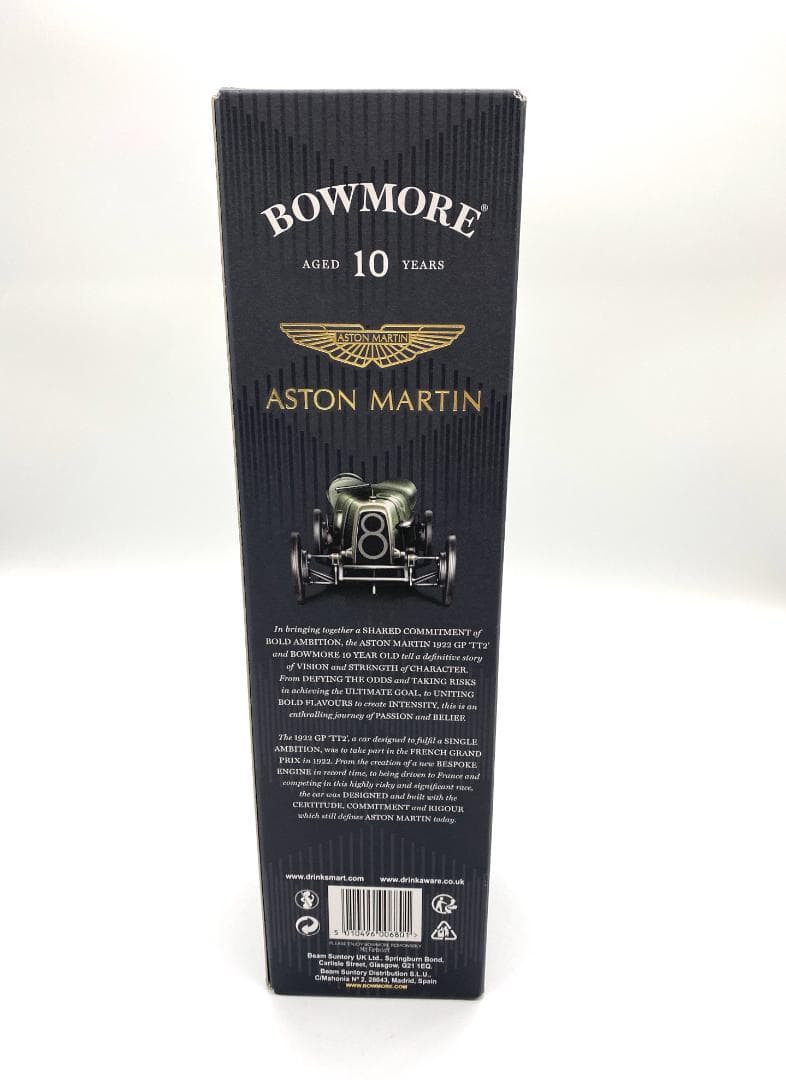 BOWMORE®
AGED 10 YEARS
ASTON MARTIN
ASTON MARTIN
8
In bringing together a SHARED COMMITMENT of
BOLD AMBITION, the ASTON MARTIN 1922 GP 'TT2'
and BOWMORE 10 YEAR OLD tell a definitive story
of VISION and STRENGTH of CHARACTER.
From DEFYING THE ODDS and TAKING RISKS
in achieving the ULTIMATE GOAL, to UNITING
BOLD FLAVOURS to create INTENSITY, this is an
enthralling journey of PASSION and BELIEF.
The 1922 GP 'TT2', a car designed to fulfil a SINGLE
AMBITION, was to take part in the FRENCH GRAND
PRIX in 1922. From the creation of a new BESPOKE
ENGINE in record time, to being driven to France and
competing in this highly risky and significant race,
the car was DESIGNED and built with the
CERTITUDE, COMMITMENT and RIGOUR
which still defines ASTON MARTIN today.
www.drinksmart.com www.drinkaware.co.uk
5 010496 006801 >
PLEASE ENJOY BOWMORE RESPONSIBLY
Mit Farbstoff
Beam Suntory UK Ltd., Springburn Bond,
Carlisle Street, Glasgow, G21 1EQ.
Beam Suntory Distribution S.L.U.,
C/Mahonia Nº 2, 28043, Madrid, Spain
WWW.BOWMORE.COM